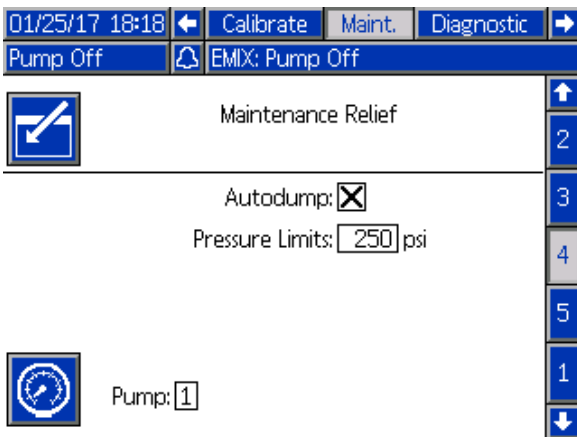 01/25/17 18:18 Calibrate Maint. Diagnostic
Pump Off EMIX: Pump Off
Maintenance Relief
2
Autodump:
3
Pressure Limits: 250 psi
4
5
Pump: 1
1